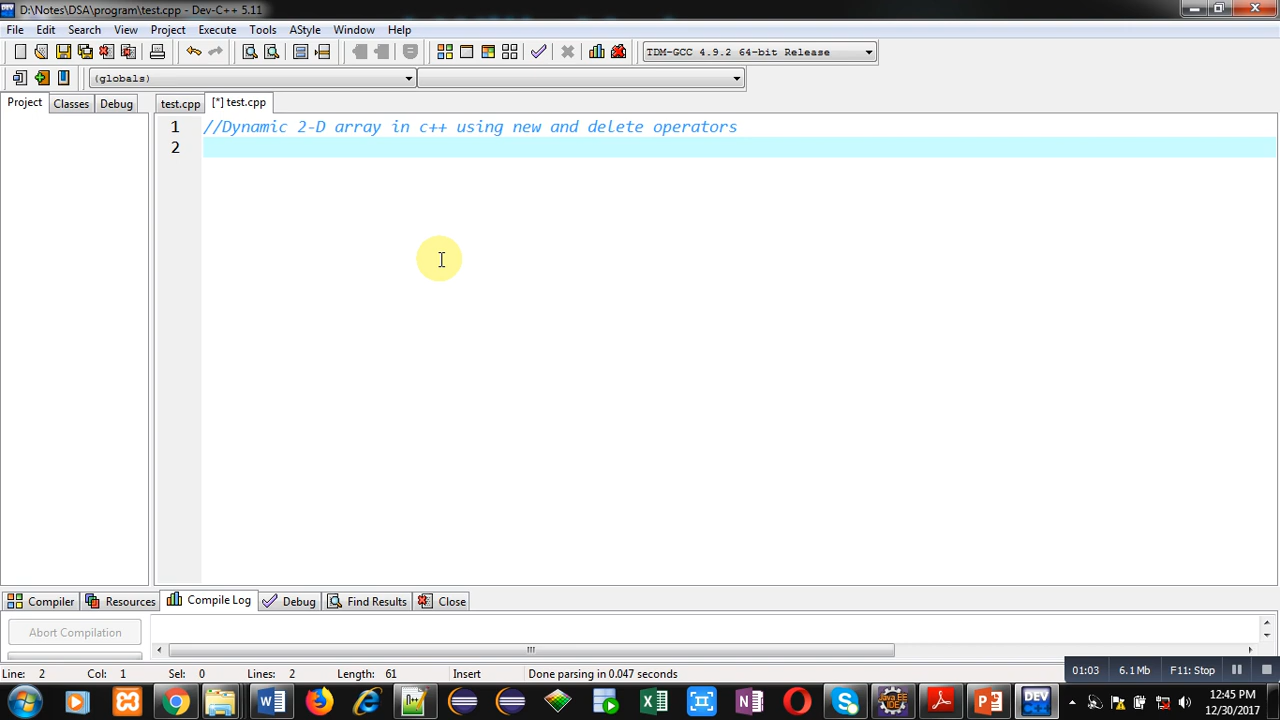 D:\Notes\DSA\program\test.cpp - Dev-C++ 5.11
File Edit Search View Project Execute Tools AStyle Window Help
TDM-GCC 4.9.2 64-bit Release
(globals)
Project Classes Debug test.cpp [*] test.cpp
1 //Dynamic 2-D array in c++ using new and delete operators
2
Compiler Resources Compile Log Debug Find Results Close
Abort Compilation
Line: 2 Col: 1 Sel: 0 Lines: 2 Length: 61 Insert Done parsing in 0.047 seconds
01:03 6.1 Mb F11: Stop
12:45 PM
12/30/2017